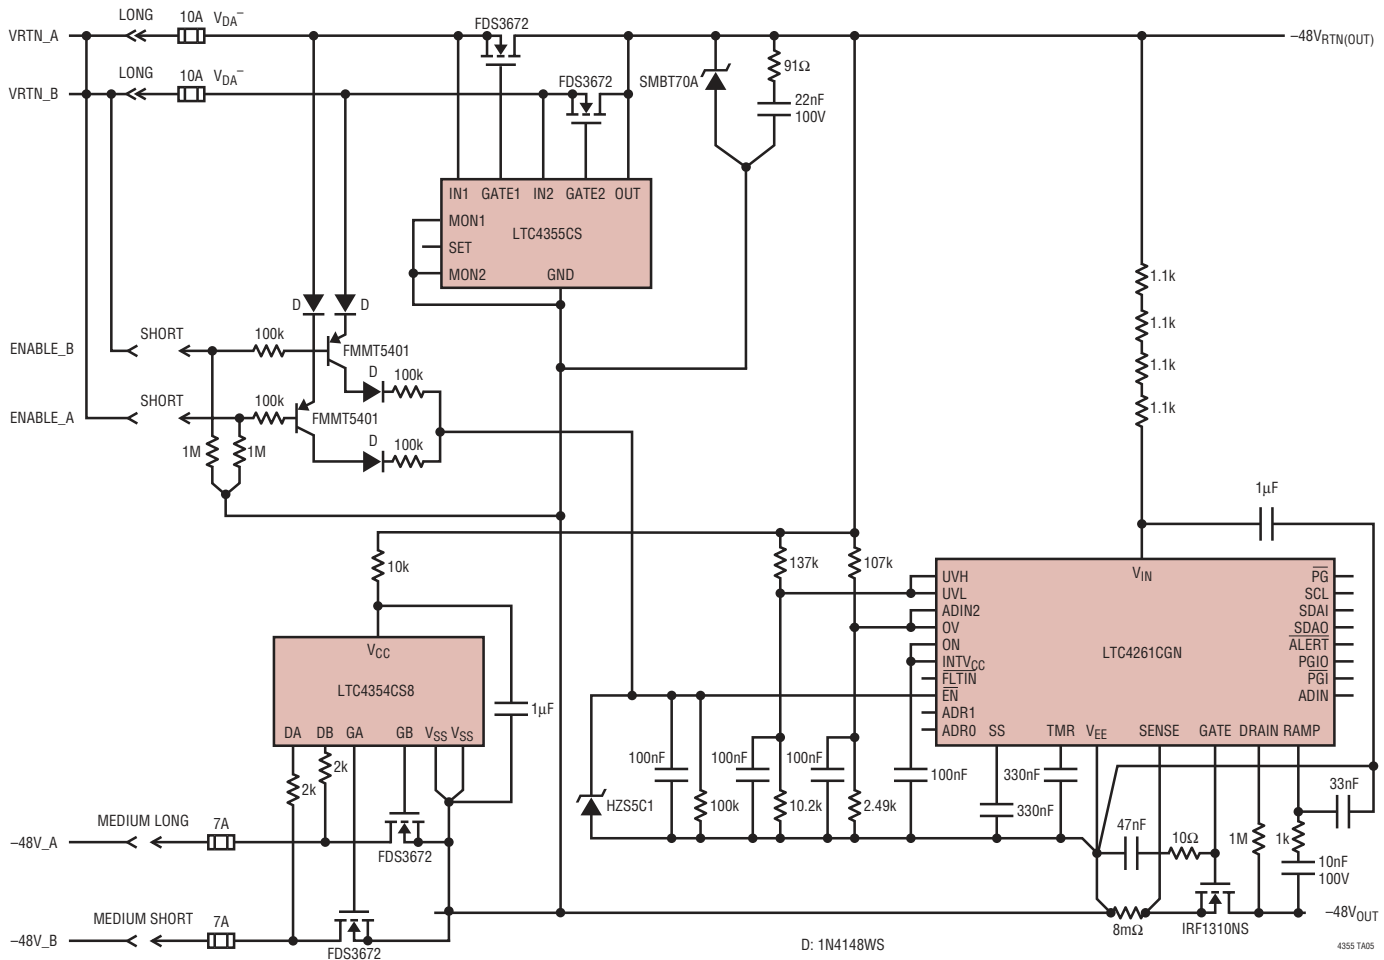 LONG 10A VDA–
FDS3672
VRTN_A
–48VRTN(OUT)
LONG 10A VDA–
FDS3672
VRTN_B
SMBT70A
91Ω
22nF
100V
IN1 GATE1 IN2 GATE2 OUT
MON1
LTC4355CS
SET
MON2 GND
1.1k
1.1k
1.1k
1.1k
D D
SHORT 100k
ENABLE_B
FMMT5401
D 100k
SHORT 100k
ENABLE_A
FMMT5401
D 100k
1M 1M
1µF
10k
137k 107k
VCC
LTC4354CS8
DA DB GA GB VSS VSS
1µF
2k
2k
VIN
UVH
UVL
ADIN2
OV
ON
INTVCC
FLTIN
EN
ADR1
ADR0
LTC4261CGN
PG
SCL
SDAI
SDAO
ALERT
PGIO
PGI
ADIN
SS TMR VEE SENSE GATE DRAIN RAMP
100nF 100nF 100nF 100nF 330nF
HZS5C1 100k 10.2k 2.49k 330nF
33nF
47nF 10Ω 1M 1k
10nF
100V
MEDIUM LONG 7A
–48V_A
FDS3672
MEDIUM SHORT 7A
–48V_B
FDS3672
8mΩ IRF1310NS
–48VOUT
D: 1N4148WS
4355 TA05